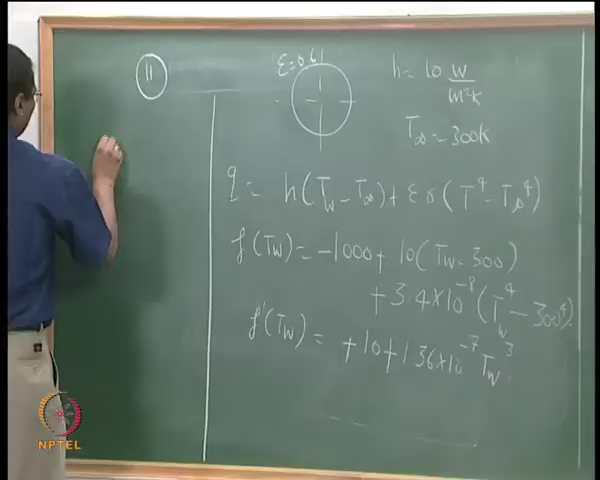 11
ε=0.6
h = 10 W/m²K
T∞ = 300K
q = h(Tw - T∞) + εσ(T⁴ - T∞⁴)
f(Tw) = -1000 + 10(Tw - 300)
+ 3.4×10⁻⁸(Tw⁴ - 300⁴)
f'(Tw) = +10 + 1.36×10⁻⁷ Tw³.
NPTEL